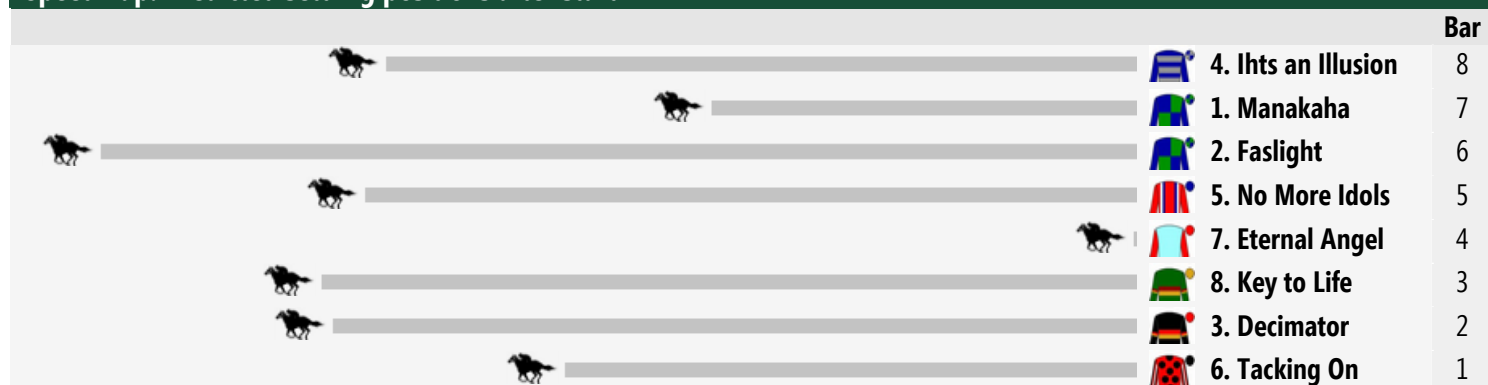 Bar
4. Ihts an Illusion 8
1. Manakaha 7
2. Faslight 6
5. No More Idols 5
7. Eternal Angel 4
8. Key to Life 3
3. Decimator 2
6. Tacking On 1